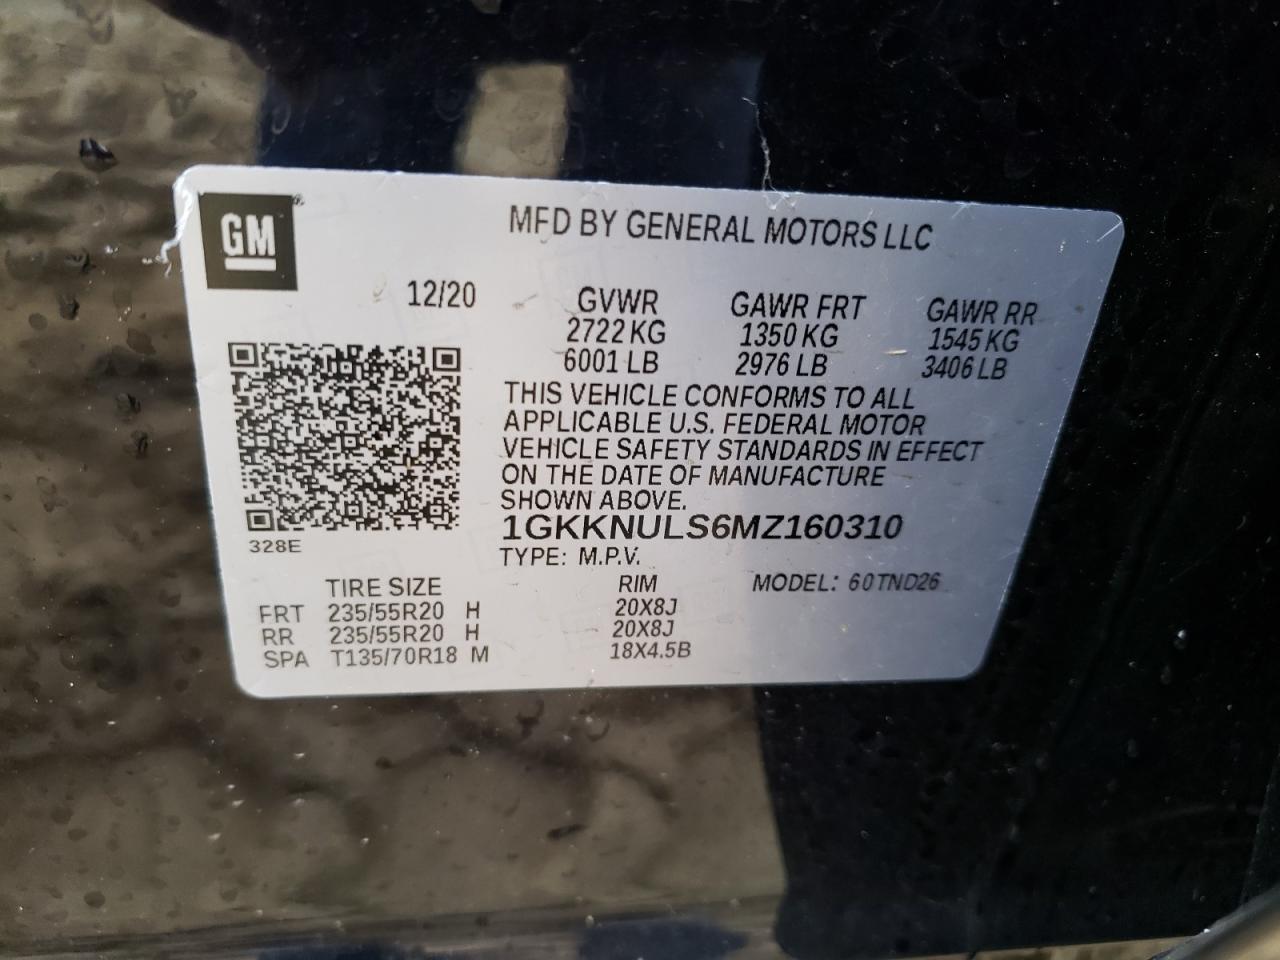 GM®
MFD BY GENERAL MOTORS LLC
12/20
GVWR GAWR FRT GAWR RR
2722 KG 1350 KG 1545 KG
6001 LB 2976 LB 3406 LB
THIS VEHICLE CONFORMS TO ALL
APPLICABLE U.S. FEDERAL MOTOR
VEHICLE SAFETY STANDARDS IN EFFECT
ON THE DATE OF MANUFACTURE
SHOWN ABOVE.
1GKKNULS6MZ160310
328E
TYPE: M.P.V.
TIRE SIZE RIM MODEL: 60TND26
FRT 235/55R20 H 20X8J
RR 235/55R20 H 20X8J
SPA T135/70R18 M 18X4.5B